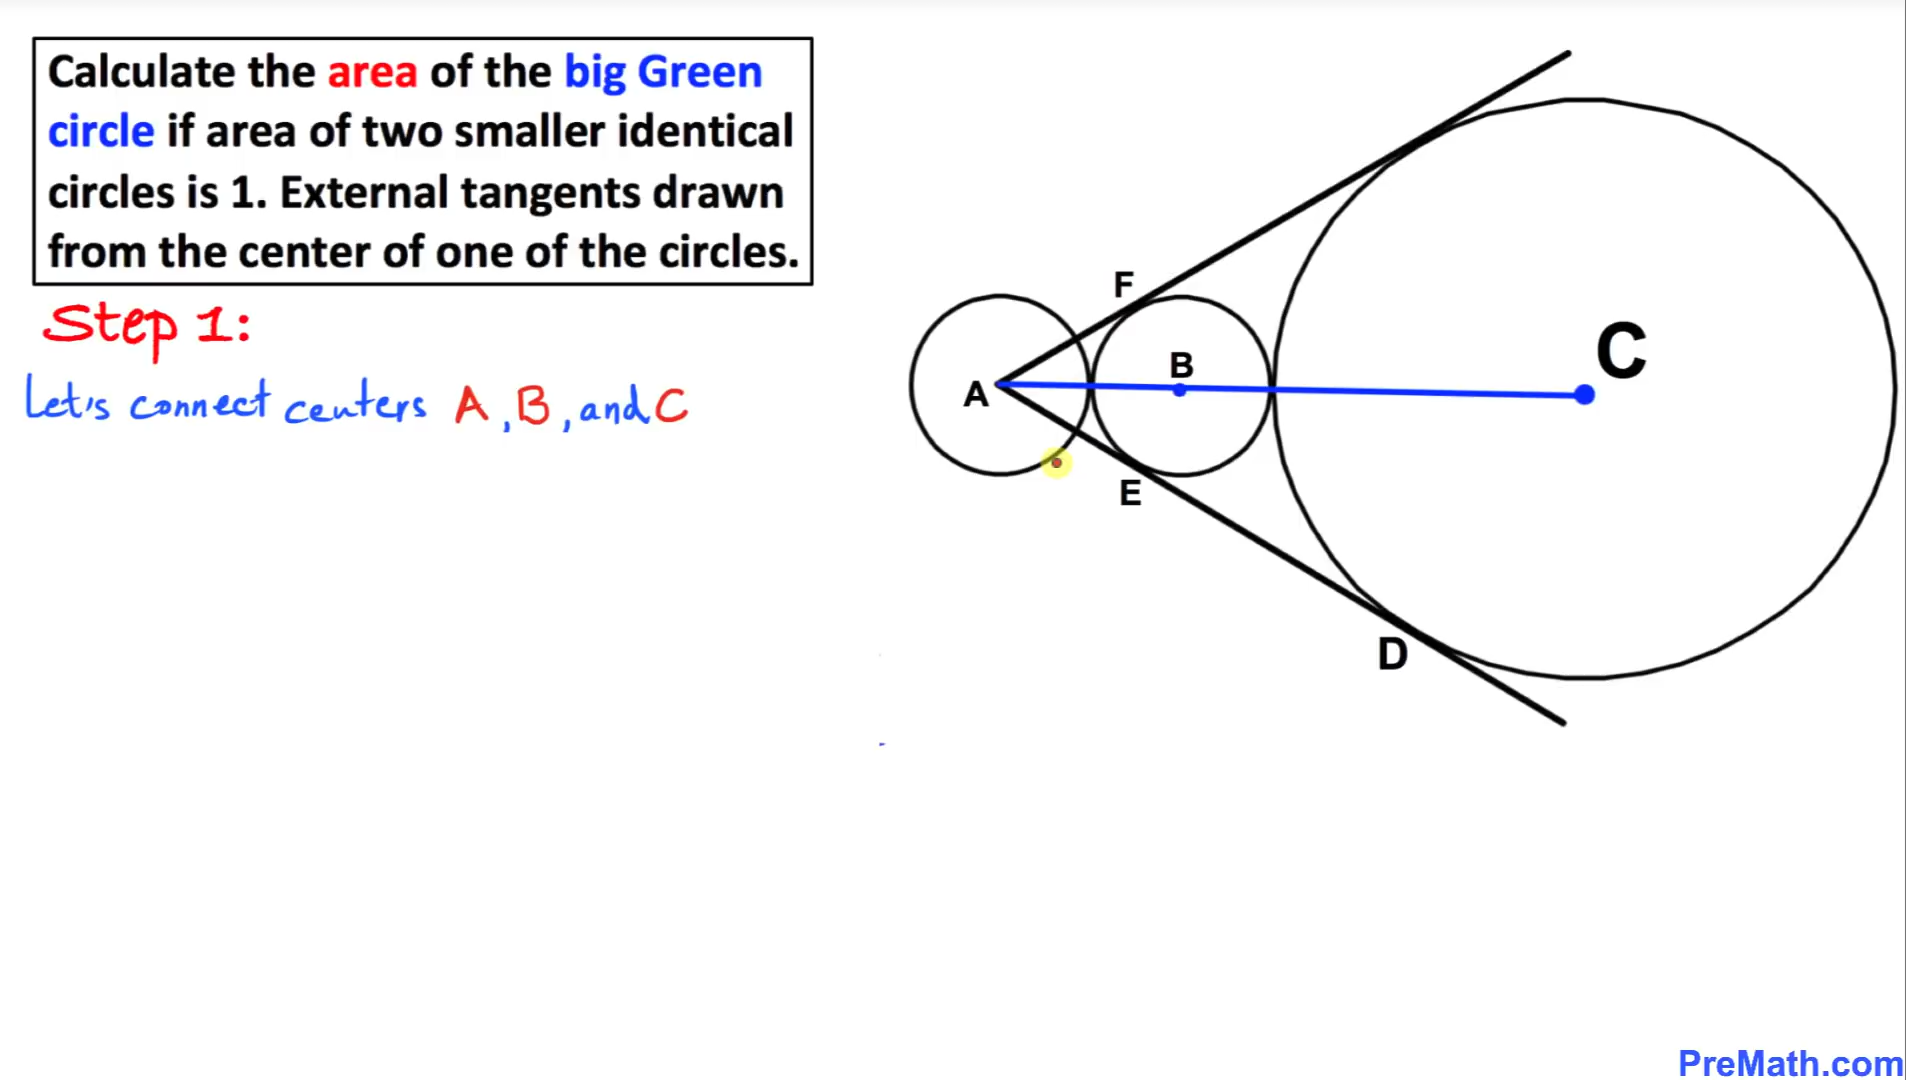 Calculate the area of the big Green
circle if area of two smaller identical
circles is 1. External tangents drawn
from the center of one of the circles.
Step 1:
Let's connect centers A, B, and C
F
A
B
C
E
D
PreMath.com